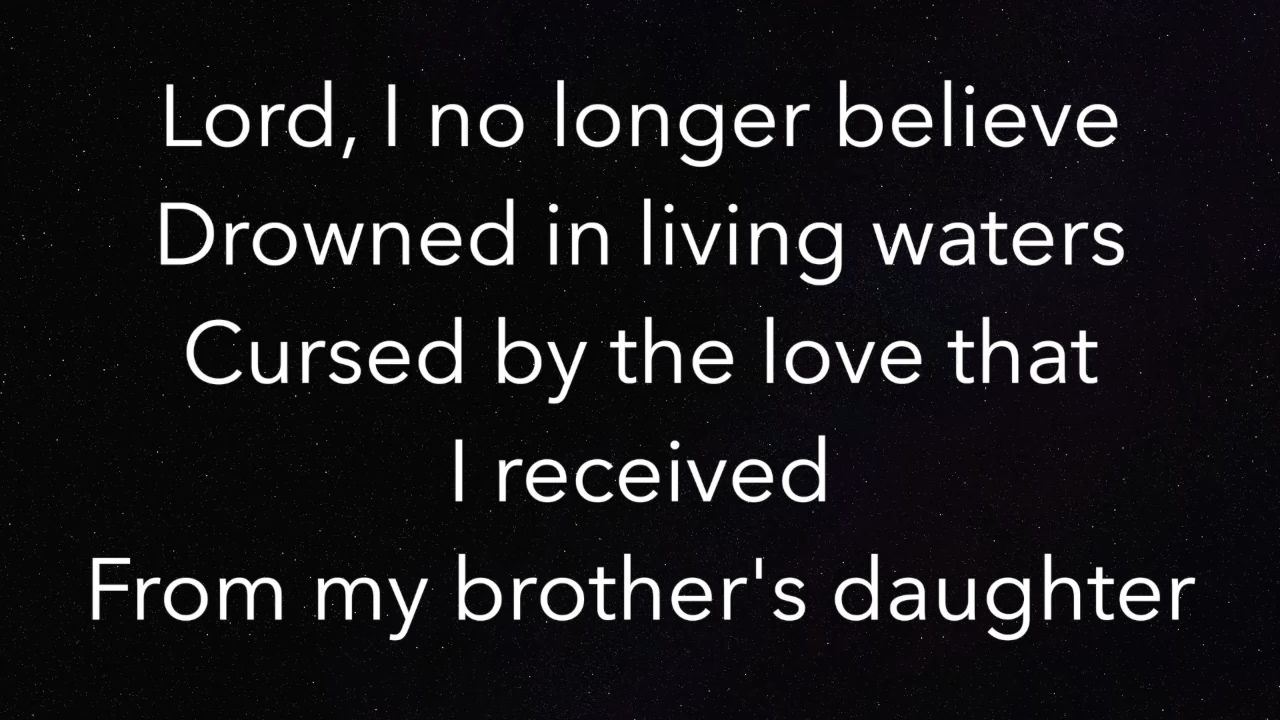 Lord, I no longer believe
Drowned in living waters
Cursed by the love that
I received
From my brother's daughter